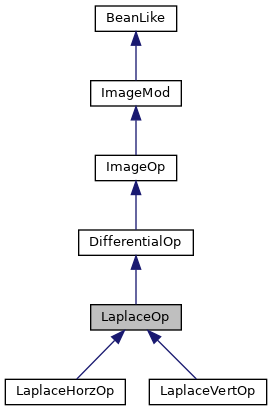 BeanLike
ImageMod
ImageOp
DifferentialOp
LaplaceOp
LaplaceHorzOp
LaplaceVertOp